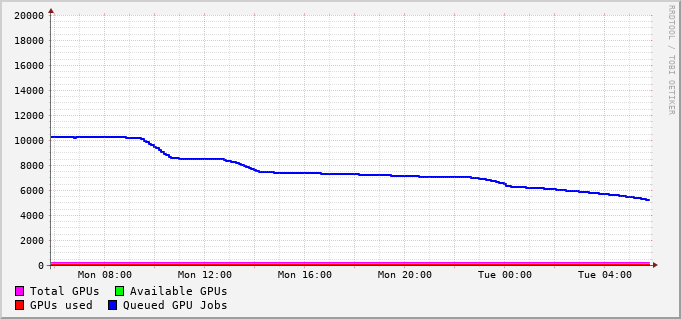 20000
18000
16000
14000
12000
10000
8000
6000
4000
2000
0
Mon 08:00 Mon 12:00 Mon 16:00 Mon 20:00 Tue 00:00 Tue 04:00
Total GPUs Available GPUs
GPUs used Queued GPU Jobs
RRDTOOL / TOBI OETIKER